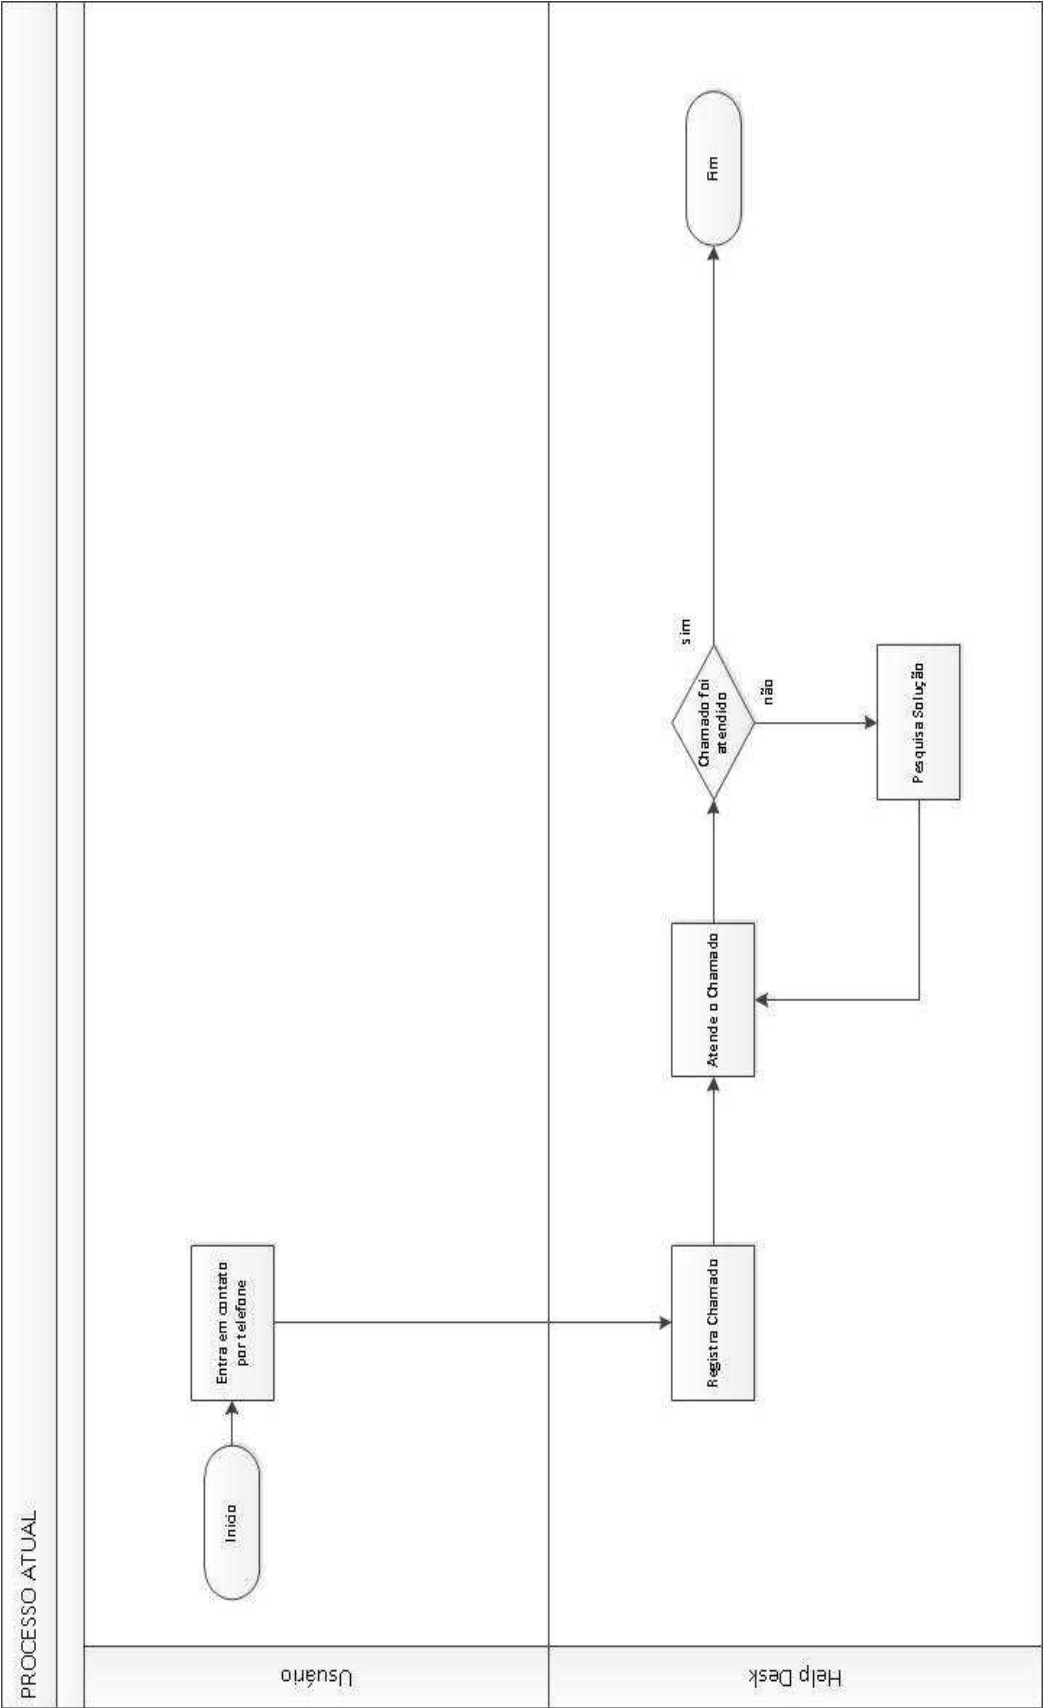 PROCESSO ATUAL
Usuário
Inicio
Entra em contato
por telefone
Help Desk
Registra Chamado
Atende o Chamado
Chamado foi
atendido
sim
não
Pesquisa Solução
Fim